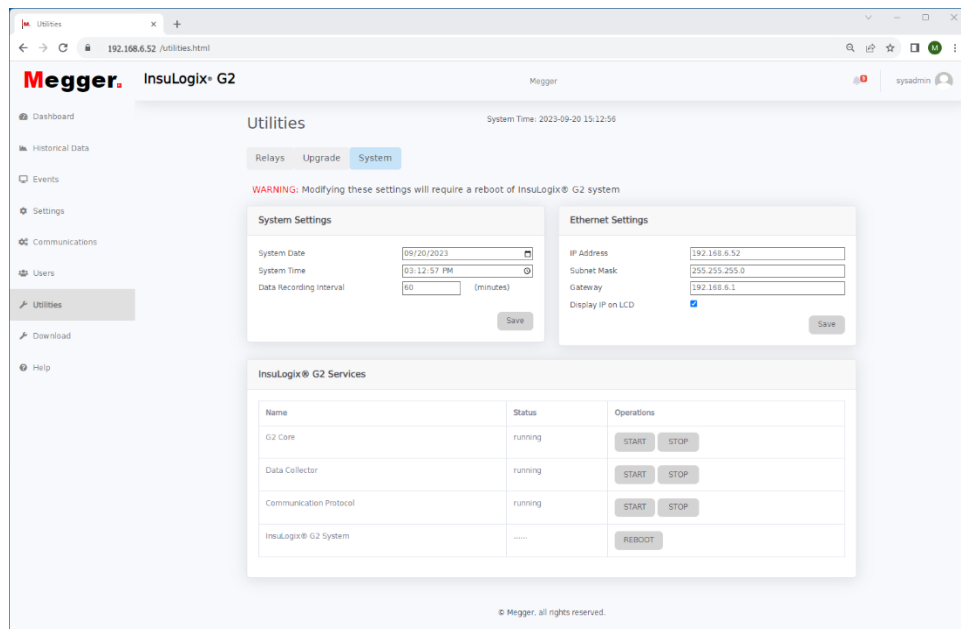 Utilities
192.168.6.52 /utilities.html
M
Megger.
InsuLogix® G2
Megger
sysadmin
Dashboard
Historical Data
Events
Settings
Communications
Users
Utilities
Download
Help
Utilities
System Time: 2023-09-20 15:12:56
Relays Upgrade System
WARNING: Modifying these settings will require a reboot of InsuLogix® G2 system
System Settings
System Date 09/20/2023
System Time 03:12:57 PM
Data Recording Interval 60 (minutes)
Save
Ethernet Settings
IP Address 192.168.6.52
Subnet Mask 255.255.255.0
Gateway 192.168.6.1
Display IP on LCD
Save
InsuLogix® G2 Services
Name Status Operations
G2 Core running START STOP
Data Collector running START STOP
Communication Protocol running START STOP
InsuLogix® G2 System ...... REBOOT
© Megger, all rights reserved.